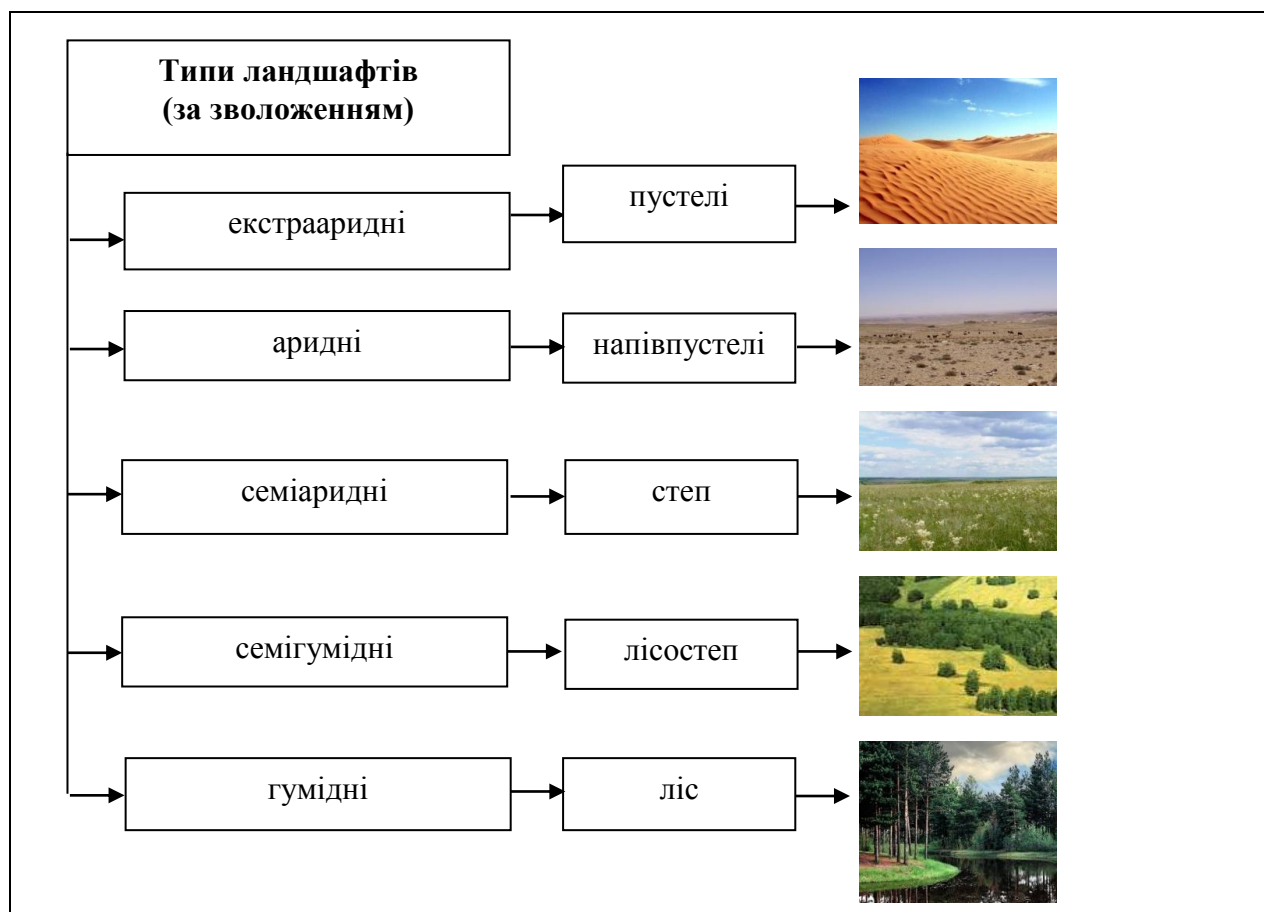 Типи ландшафтів
(за зволоженням)
екстрааридні
пустелі
аридні
напівпустелі
семіаридні
степ
семігумідні
лісостеп
гумідні
ліс